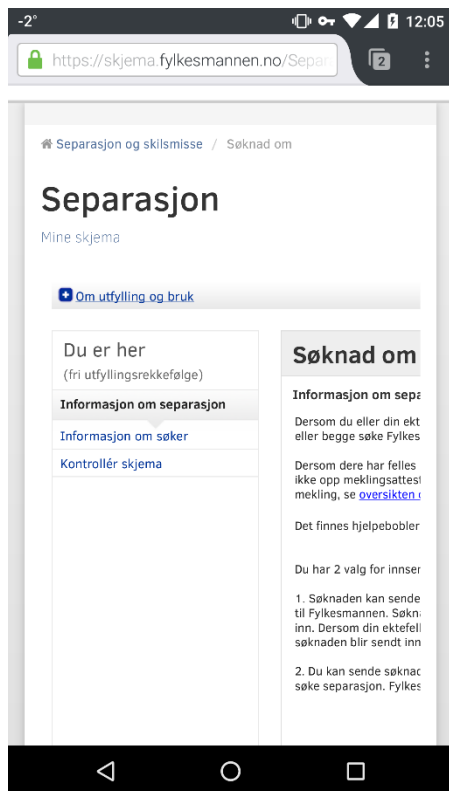 -2°
12:05
https://skjema.fylkesmannen.no/Separ
2
Separasjon og skilsmisse / Søknad om
Separasjon
Mine skjema
Om utfylling og bruk
Du er her
(fri utfyllingsrekkefølge)
Informasjon om separasjon
Informasjon om søker
Kontrollér skjema
Søknad om
Informasjon om sepa
Dersom du eller din ekt
eller begge søke Fylkes
Dersom dere har felles
ikke opp meklingsattest
mekling, se oversikten
Det finnes hjelpebobler
Du har 2 valg for innser
1. Søknaden kan sende
til Fylkesmannen. Søkn
inn. Dersom din ektefell
søknaden blir sendt inn
2. Du kan sende søknad
søke separasjon. Fylkes